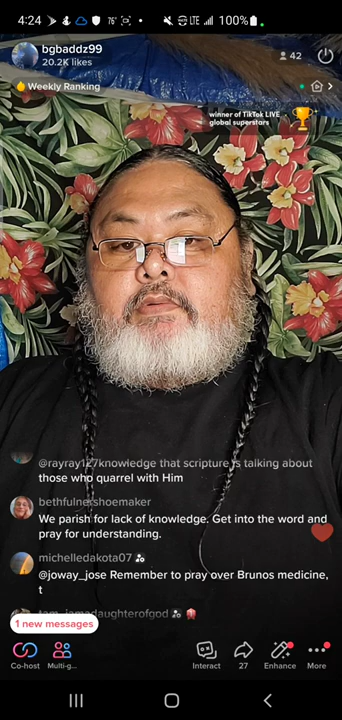 4:24
76°
LTE
100%
bgbaddz99
20.2K likes
42
Weekly Ranking
winner of TikTok LIVE
global superstars
@rayray127knowledge that scripture is talking about
those who quarrel with Him
bethfulnershoemaker
We parish for lack of knowledge. Get into the word and
pray for understanding.
michelledakota07
@joway_jose Remember to pray over Brunos medicine,
t
tam_iamadaughterofgod
1 new messages
Co-host
Multi-g...
Interact
27
Enhance
More